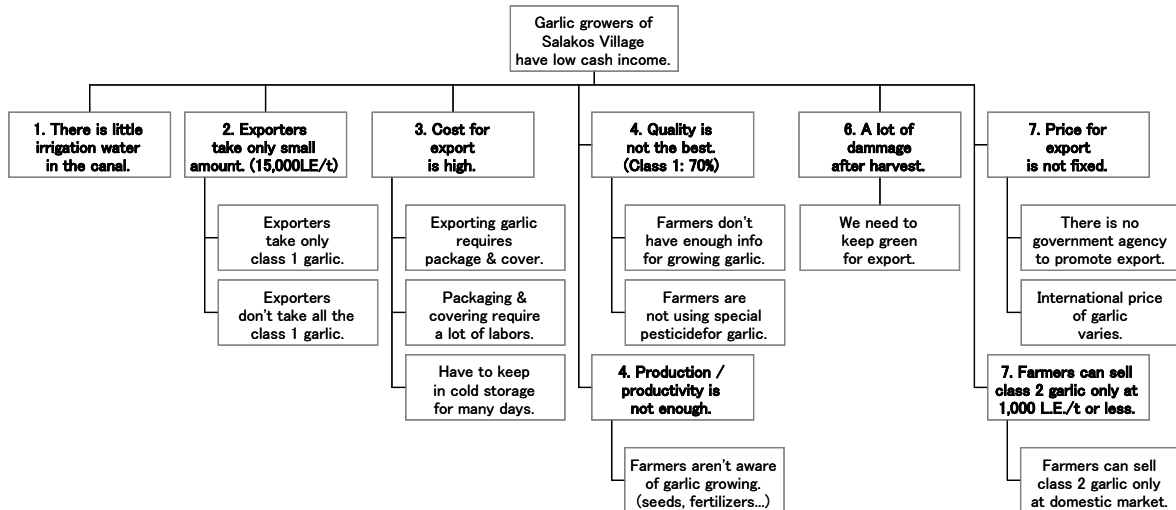 Garlic growers of
Salakos Village
have low cash income.
1. There is little
irrigation water
in the canal.
2. Exporters
take only small
amount. (15,000LE/t)
Exporters
take only
class 1 garlic.
Exporters
don't take all the
class 1 garlic.
3. Cost for
export
is high.
Exporting garlic
requires
package & cover.
Packaging &
covering require
a lot of labors.
Have to keep
in cold storage
for many days.
4. Quality is
not the best.
(Class 1: 70%)
Farmers don't
have enough info
for growing garlic.
Farmers are
not using special
pesticidefor garlic.
4. Production /
productivity is
not enough.
Farmers aren't aware
of garlic growing.
(seeds, fertilizers...)
6. A lot of
dammage
after harvest.
We need to
keep green
for export.
7. Price for
export
is not fixed.
There is no
government agency
to promote export.
International price
of garlic
varies.
7. Farmers can sell
class 2 garlic only at
1,000 L.E./t or less.
Farmers can sell
class 2 garlic only
at domestic market.